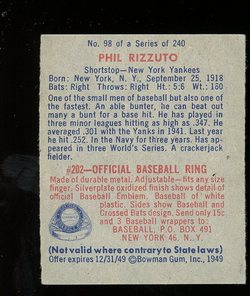 No. 98 of a Series of 240
PHIL RIZZUTO
Shortstop—New York Yankees
Born: New York, N. Y., September 25, 1918
Bats: Right Throws: Right Ht.: 5:6 Wt.: 160
One of the small men of baseball but also one of
the finest. An able bunter, he can beat out
many a bunt for a base hit. He has played in
three minor leagues hitting as high as .347. He
averaged .301 with the Yanks in 1941. Last year
he hit .252. In the Navy for three years. Has ap-
peared in three World's Series. A crackerjack
fielder.
#202—OFFICIAL BASEBALL RING
Made of durable metal. Adjustable—fits any finger
size. Silverplate oxidized finish shows detail of
official Baseball Emblem. Baseball of white
plastic. Sides show Baseball and
Crossed Bats design. Send only 15c
and 3 Baseball wrappers to:
BASEBALL, P.O. BOX 491
NEW YORK 46, N. Y.
(Not valid where contrary to State laws)
Offer expires 12/31/49 ©Bowman Gum, Inc., 1949